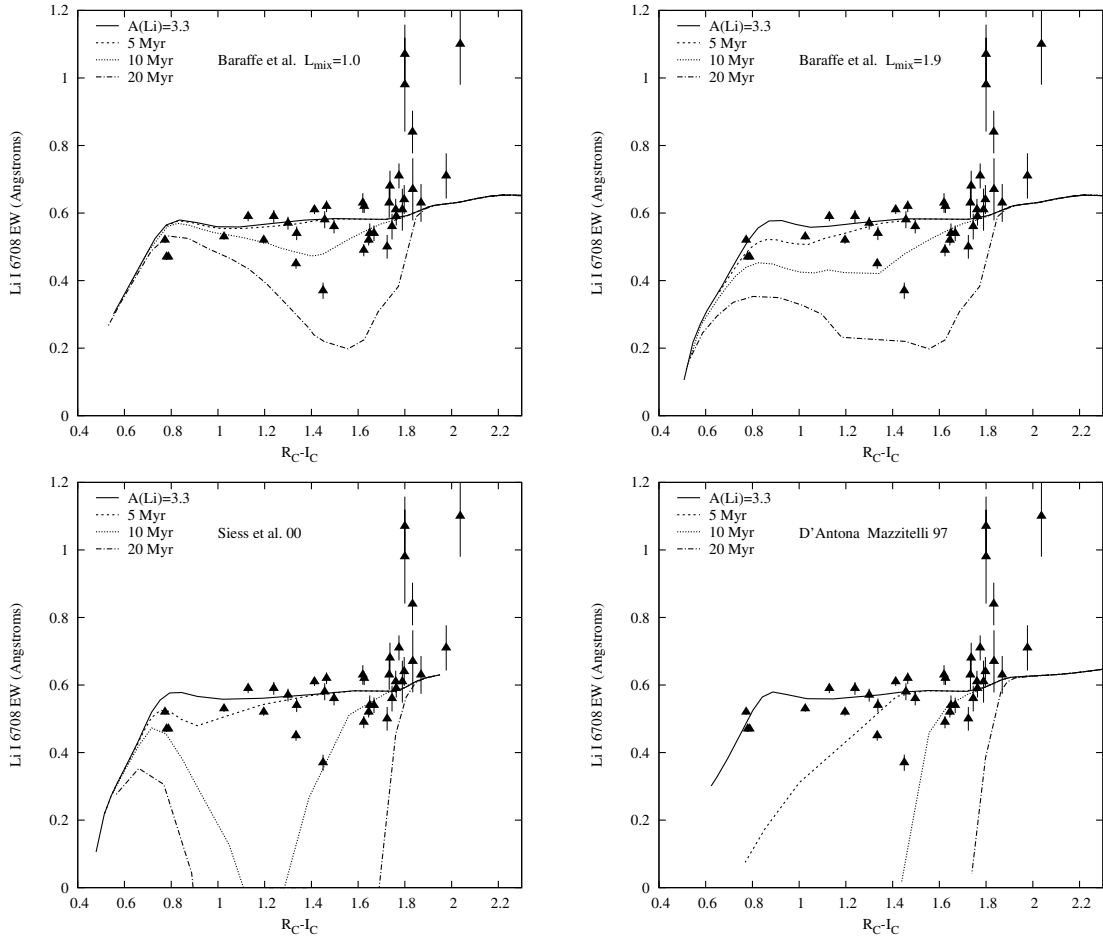 Li I 6708 EW (Angstroms)
1.2
1
0.8
0.6
0.4
0.2
0
A(Li)=3.3
5 Myr
10 Myr
20 Myr
Baraffe et al. L_mix=1.0
0.4 0.6 0.8 1 1.2 1.4 1.6 1.8 2 2.2
R_C-I_C
Li I 6708 EW (Angstroms)
1.2
1
0.8
0.6
0.4
0.2
0
A(Li)=3.3
5 Myr
10 Myr
20 Myr
Baraffe et al. L_mix=1.9
0.4 0.6 0.8 1 1.2 1.4 1.6 1.8 2 2.2
R_C-I_C
Li I 6708 EW (Angstroms)
1.2
1
0.8
0.6
0.4
0.2
0
A(Li)=3.3
5 Myr
10 Myr
20 Myr
Siess et al. 00
0.4 0.6 0.8 1 1.2 1.4 1.6 1.8 2 2.2
R_C-I_C
Li I 6708 EW (Angstroms)
1.2
1
0.8
0.6
0.4
0.2
0
A(Li)=3.3
5 Myr
10 Myr
20 Myr
D'Antona Mazzitelli 97
0.4 0.6 0.8 1 1.2 1.4 1.6 1.8 2 2.2
R_C-I_C